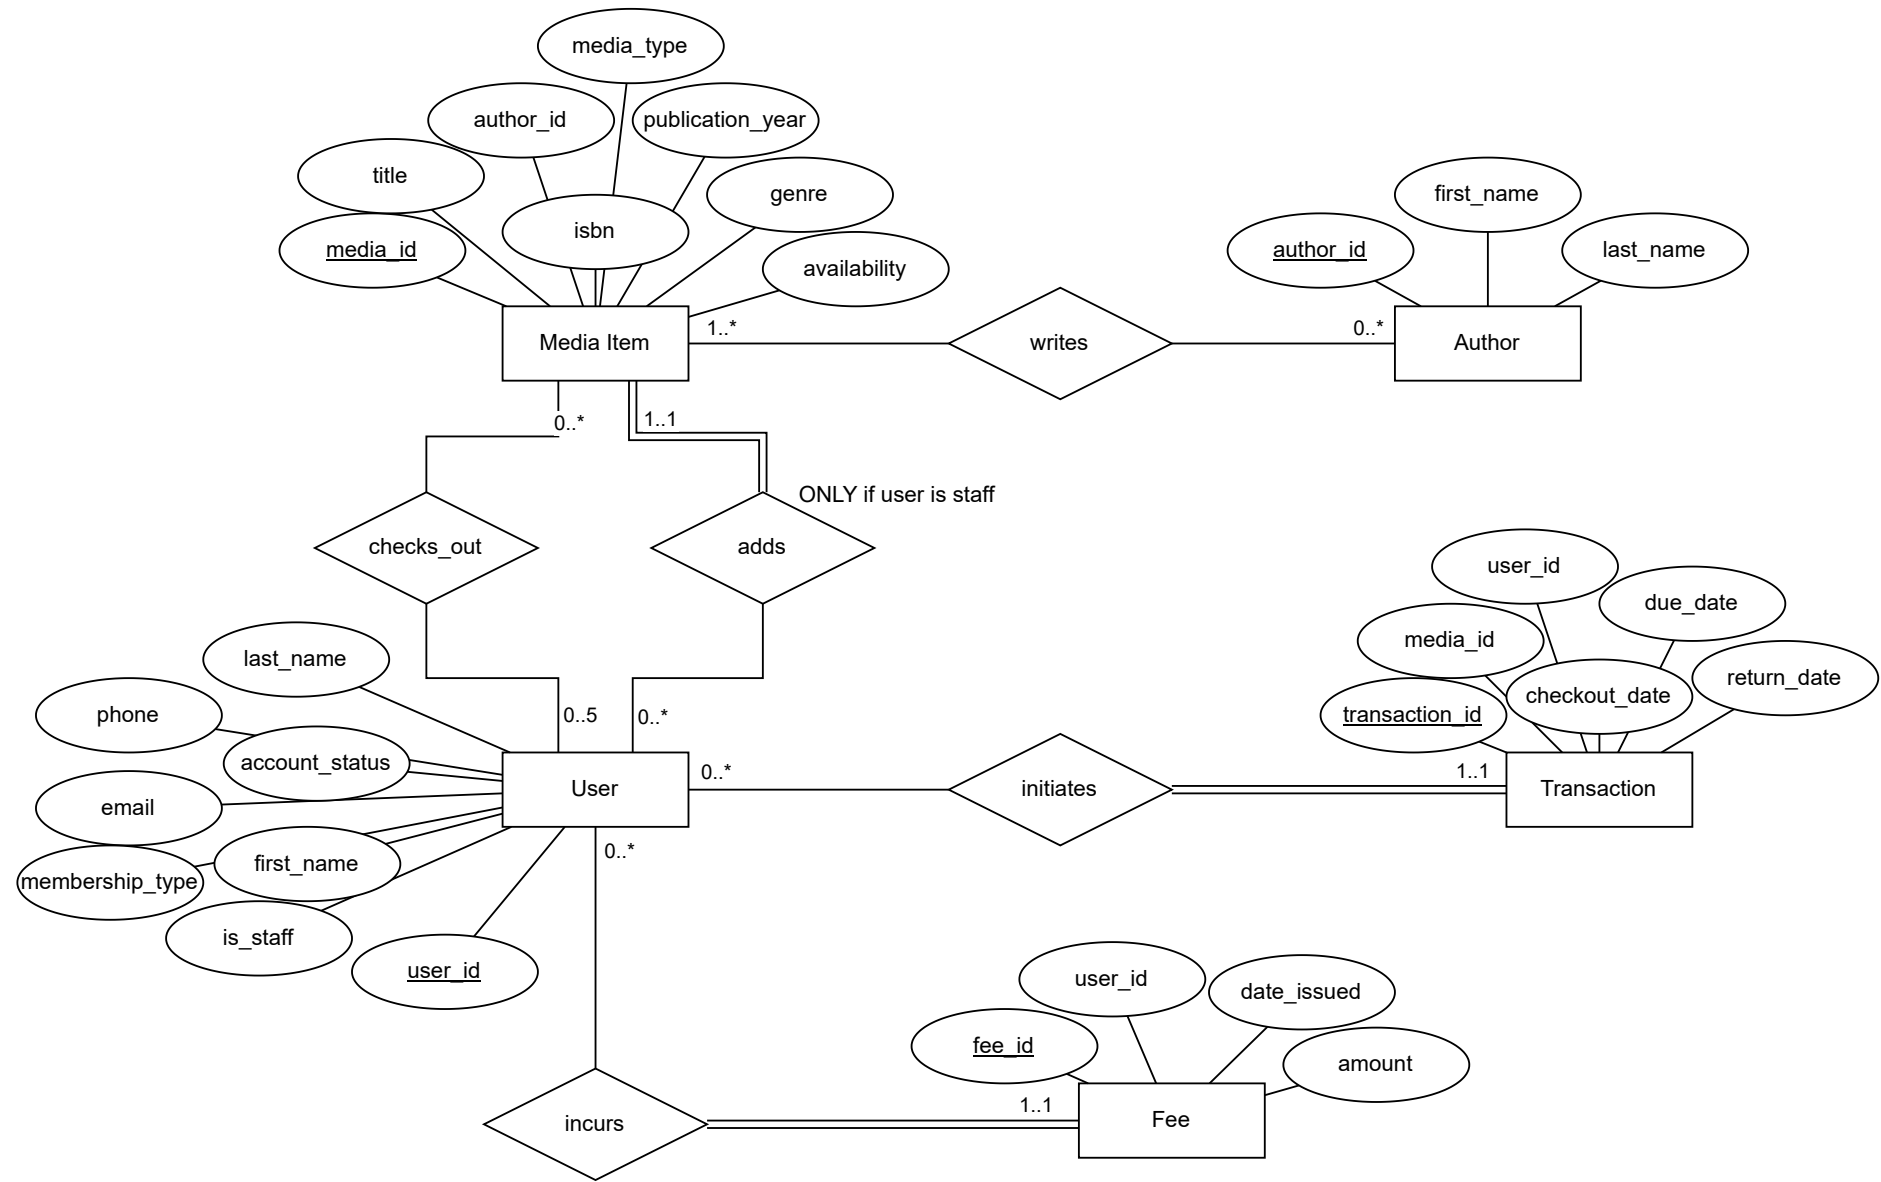 media_type
author_id
publication_year
title
isbn
genre
media_id
availability
first_name
author_id
last_name
Media Item
1..*
writes
0..*
Author
0..*
1..1
ONLY if user is staff
checks_out
adds
user_id
due_date
media_id
return_date
checkout_date
transaction_id
last_name
phone
account_status
email
first_name
membership_type
is_staff
user_id
0..5
0..*
User
0..*
initiates
1..1
Transaction
0..*
user_id
date_issued
fee_id
amount
incurs
1..1
Fee